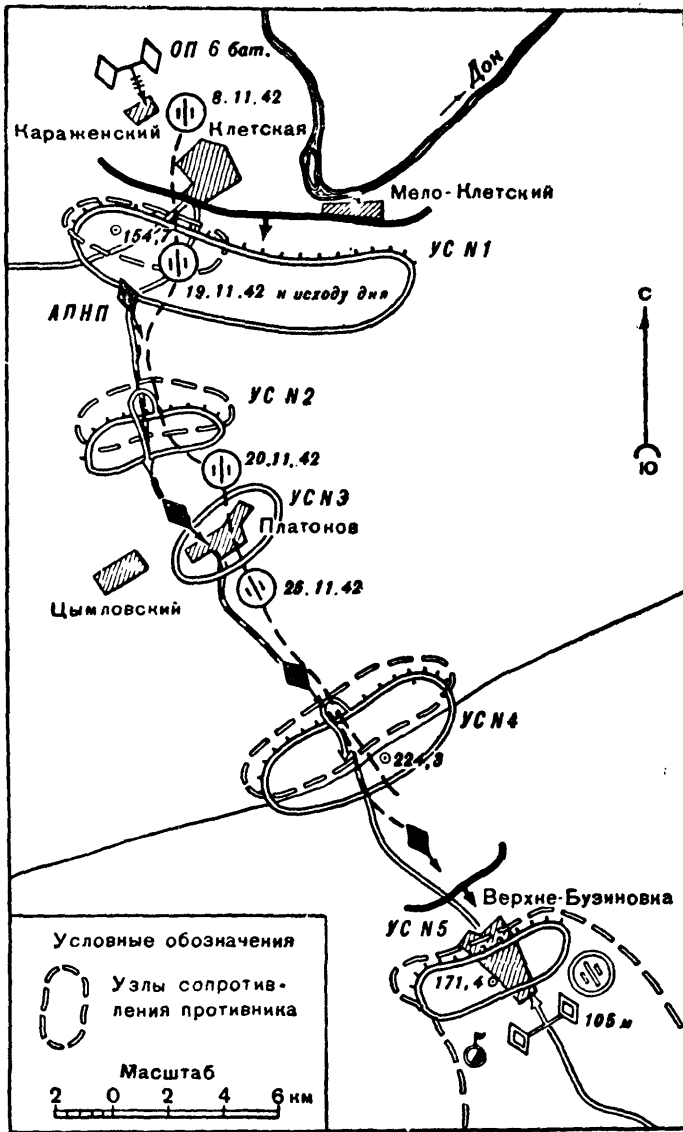 ОП 6 бат.
8.11.42
Караженский
Клетская
Дон
Мело-Клетский
154,7
УС N1
19.11.42 к исходу дня
АПНП
С
Ю
УС N2
20.11.42
УС N3
Платонов
Цымловский
26.11.42
УС N4
224,3
Верхне-Бузиновка
УС N5
171,4
105 м
Условные обозначения
Узлы сопротив-
ления противника
Масштаб
2 0 2 4 6 км